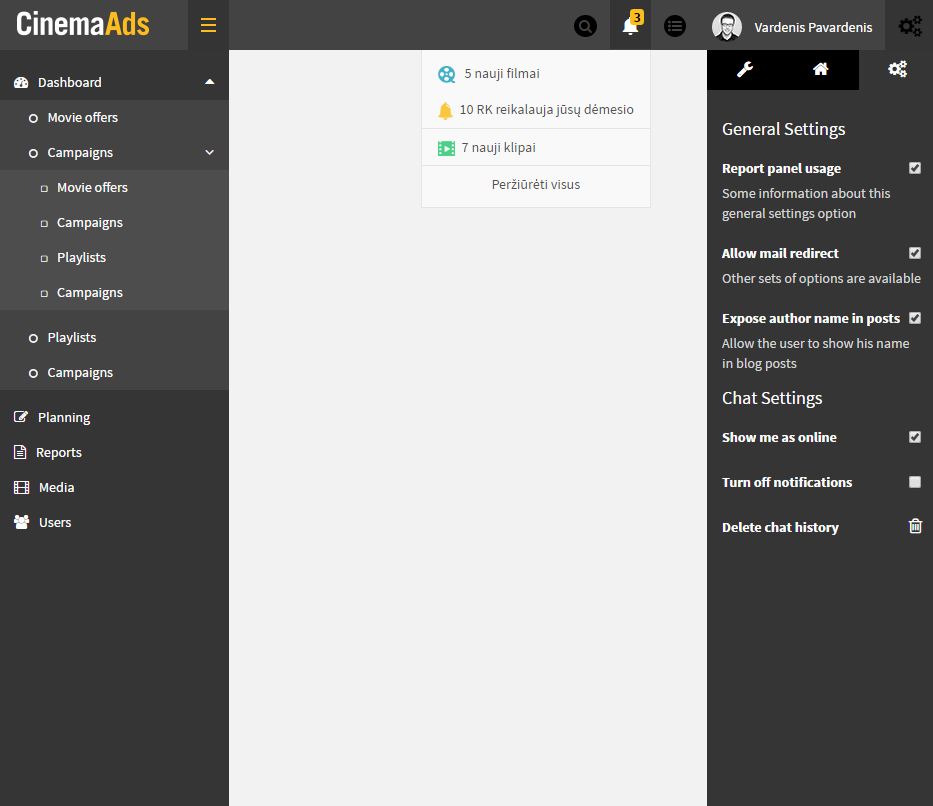 CinemaAds
3
Vardenis Pavardenis
Dashboard
Movie offers
Campaigns
Movie offers
Campaigns
Playlists
Campaigns
Playlists
Campaigns
Planning
Reports
Media
Users
5 nauji filmai
10 RK reikalauja jūsų dėmesio
7 nauji klipai
Peržiūrėti visus
General Settings
Report panel usage
Some information about this
general settings option
Allow mail redirect
Other sets of options are available
Expose author name in posts
Allow the user to show his name
in blog posts
Chat Settings
Show me as online
Turn off notifications
Delete chat history